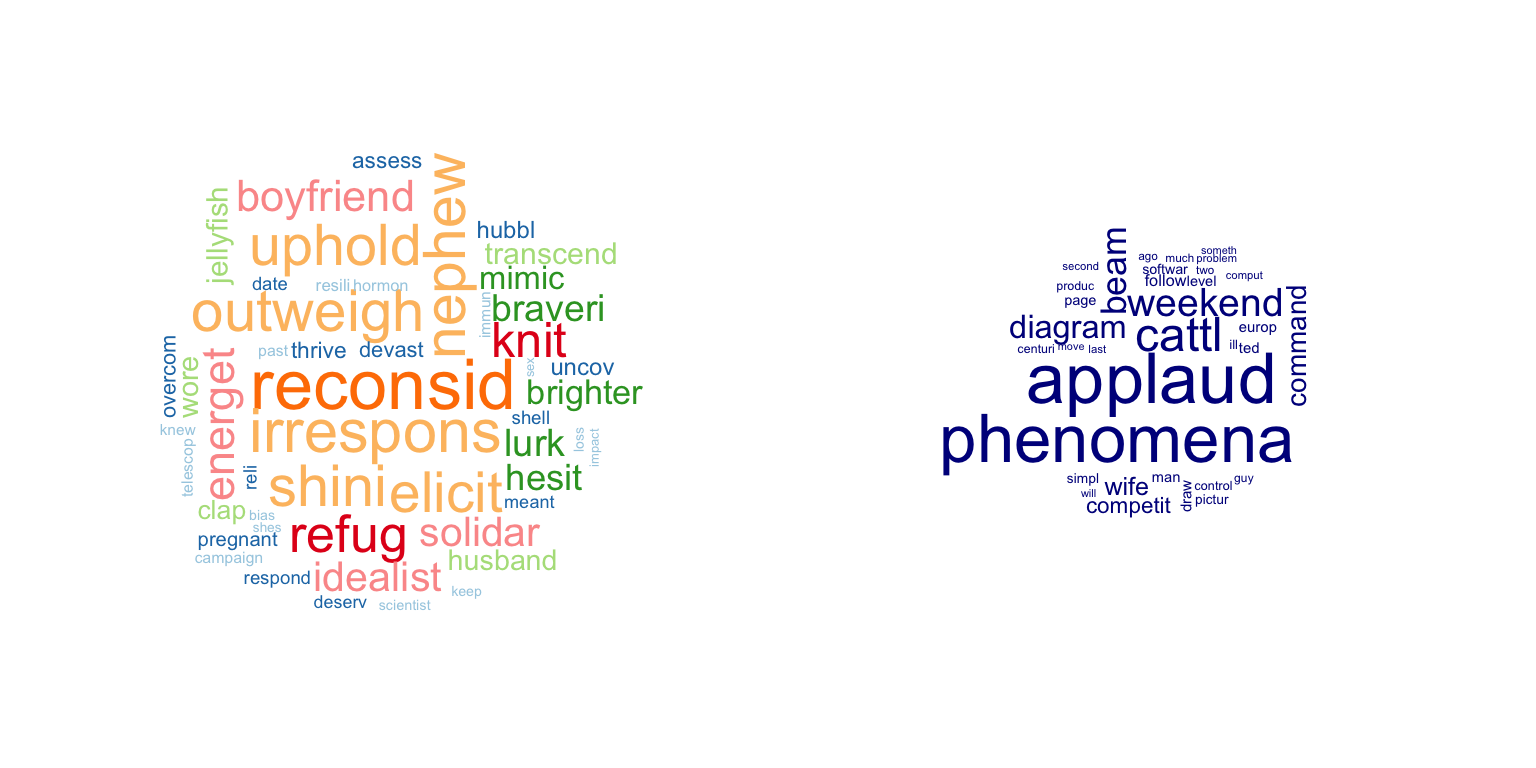 assess
nephew
boyfriend
jellyfish
uphold
hubbl
transcend
mimic
date
resili
hormon
outweigh
immun
braveri
knit
past
thrive
devast
overcom
wore
energet
reconsid
sex
uncov
brighter
shell
knew
irrespons
lurk
loss
impact
telescop
reli
shini
elicit
hesit
meant
clap
bias
shes
refug
solidar
pregnant
campaign
husband
respond
idealist
keep
deserv
scientist
beam
someth
ago
much
problem
second
softwar
two
comput
follow
level
produc
page
weekend
command
diagram
cattl
europ
centuri
move
last
ill
ted
applaud
phenomena
simpl
wife
man
control
guy
will
draw
pictur
competit